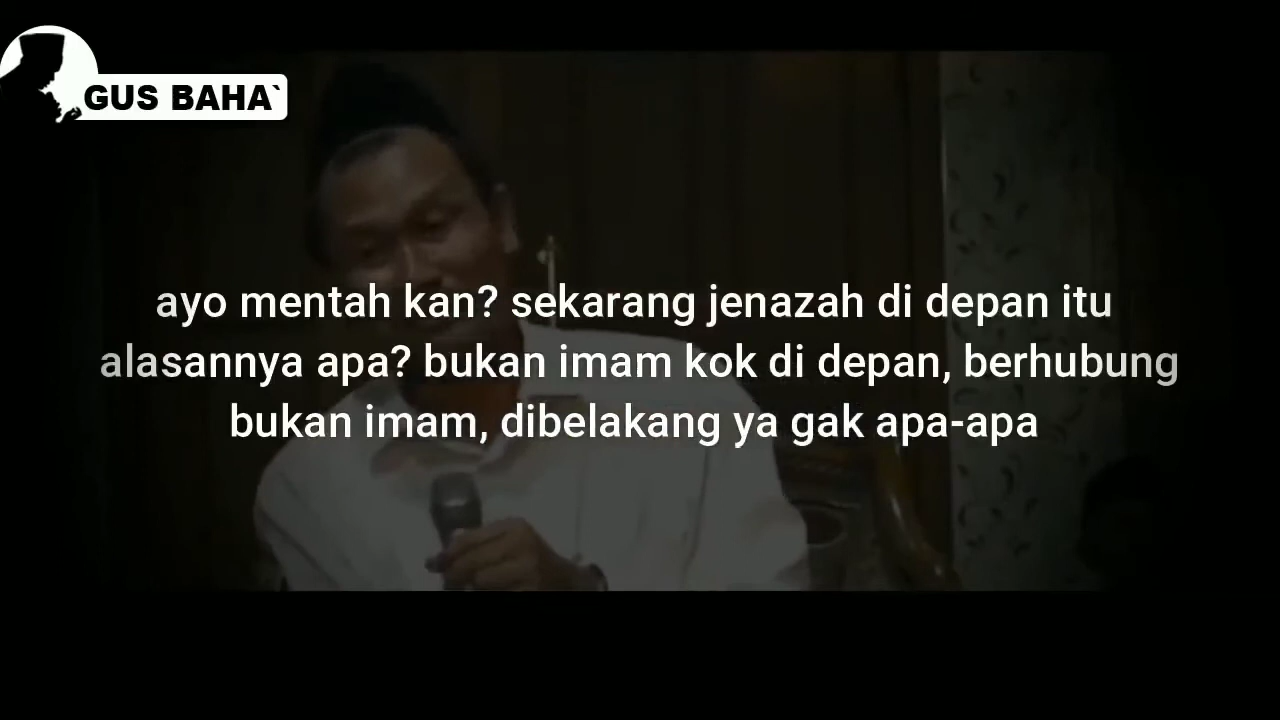 GUS BAHA`
ayo mentah kan? sekarang jenazah di depan itu
alasannya apa? bukan imam kok di depan, berhubung
bukan imam, dibelakang ya gak apa-apa